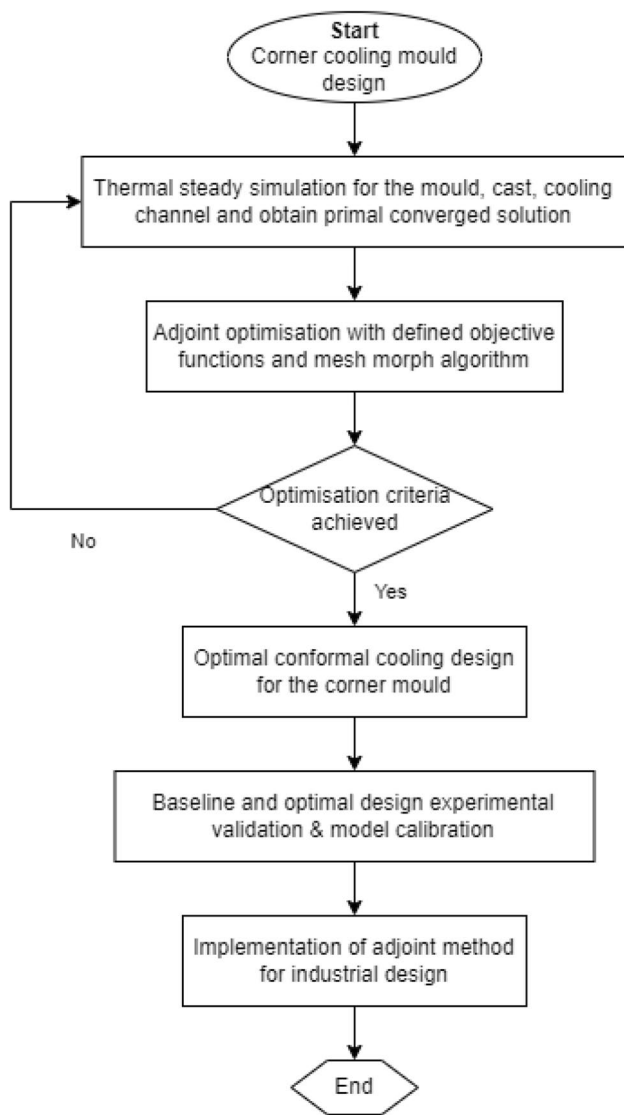 Start
Corner cooling mould
design
Thermal steady simulation for the mould, cast, cooling
channel and obtain primal converged solution
Adjoint optimisation with defined objective
functions and mesh morph algorithm
Optimisation criteria
achieved
No
Yes
Optimal conformal cooling design
for the corner mould
Baseline and optimal design experimental
validation & model calibration
Implementation of adjoint method
for industrial design
End